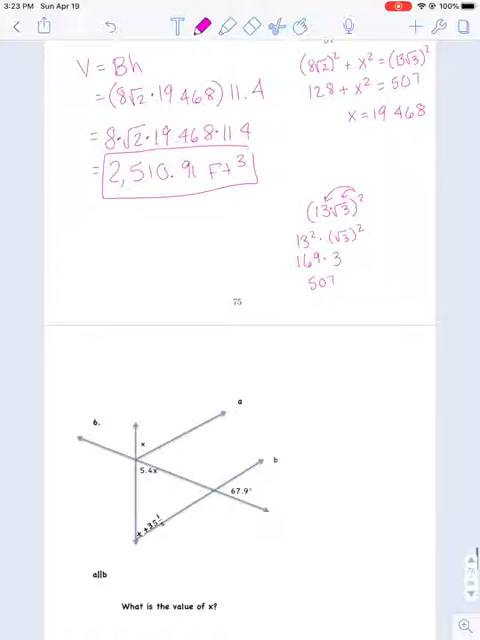 3:23 PM Sun Apr 19
100%
(8√2)² + x² = (13√3)²
V = Bh
128 + x² = 507
= (8√2 · 19.468) 11.4
x = 19.468
= 8·√2 · 19.468 · 11.4
= 2,510.91 Ft³
(13√3)²
13² · (√3)²
169 · 3
507
75
6.
a
x
b
5.4x
67.9°
a||b
What is the value of x?